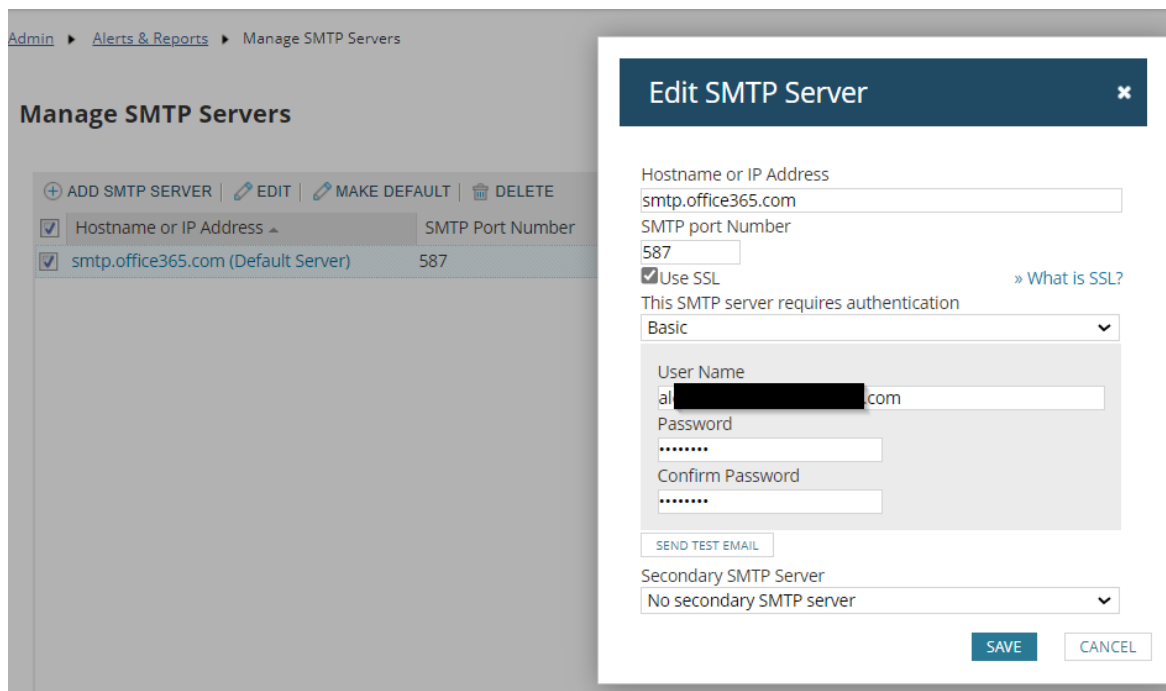 Admin ▶ Alerts & Reports ▶ Manage SMTP Servers
Manage SMTP Servers
ADD SMTP SERVER | EDIT | MAKE DEFAULT | DELETE
Hostname or IP Address SMTP Port Number
smtp.office365.com (Default Server) 587
Edit SMTP Server
Hostname or IP Address
smtp.office365.com
SMTP port Number
587
Use SSL » What is SSL?
This SMTP server requires authentication
Basic
User Name
.com
Password
••••••••
Confirm Password
••••••••
SEND TEST EMAIL
Secondary SMTP Server
No secondary SMTP server
SAVE CANCEL